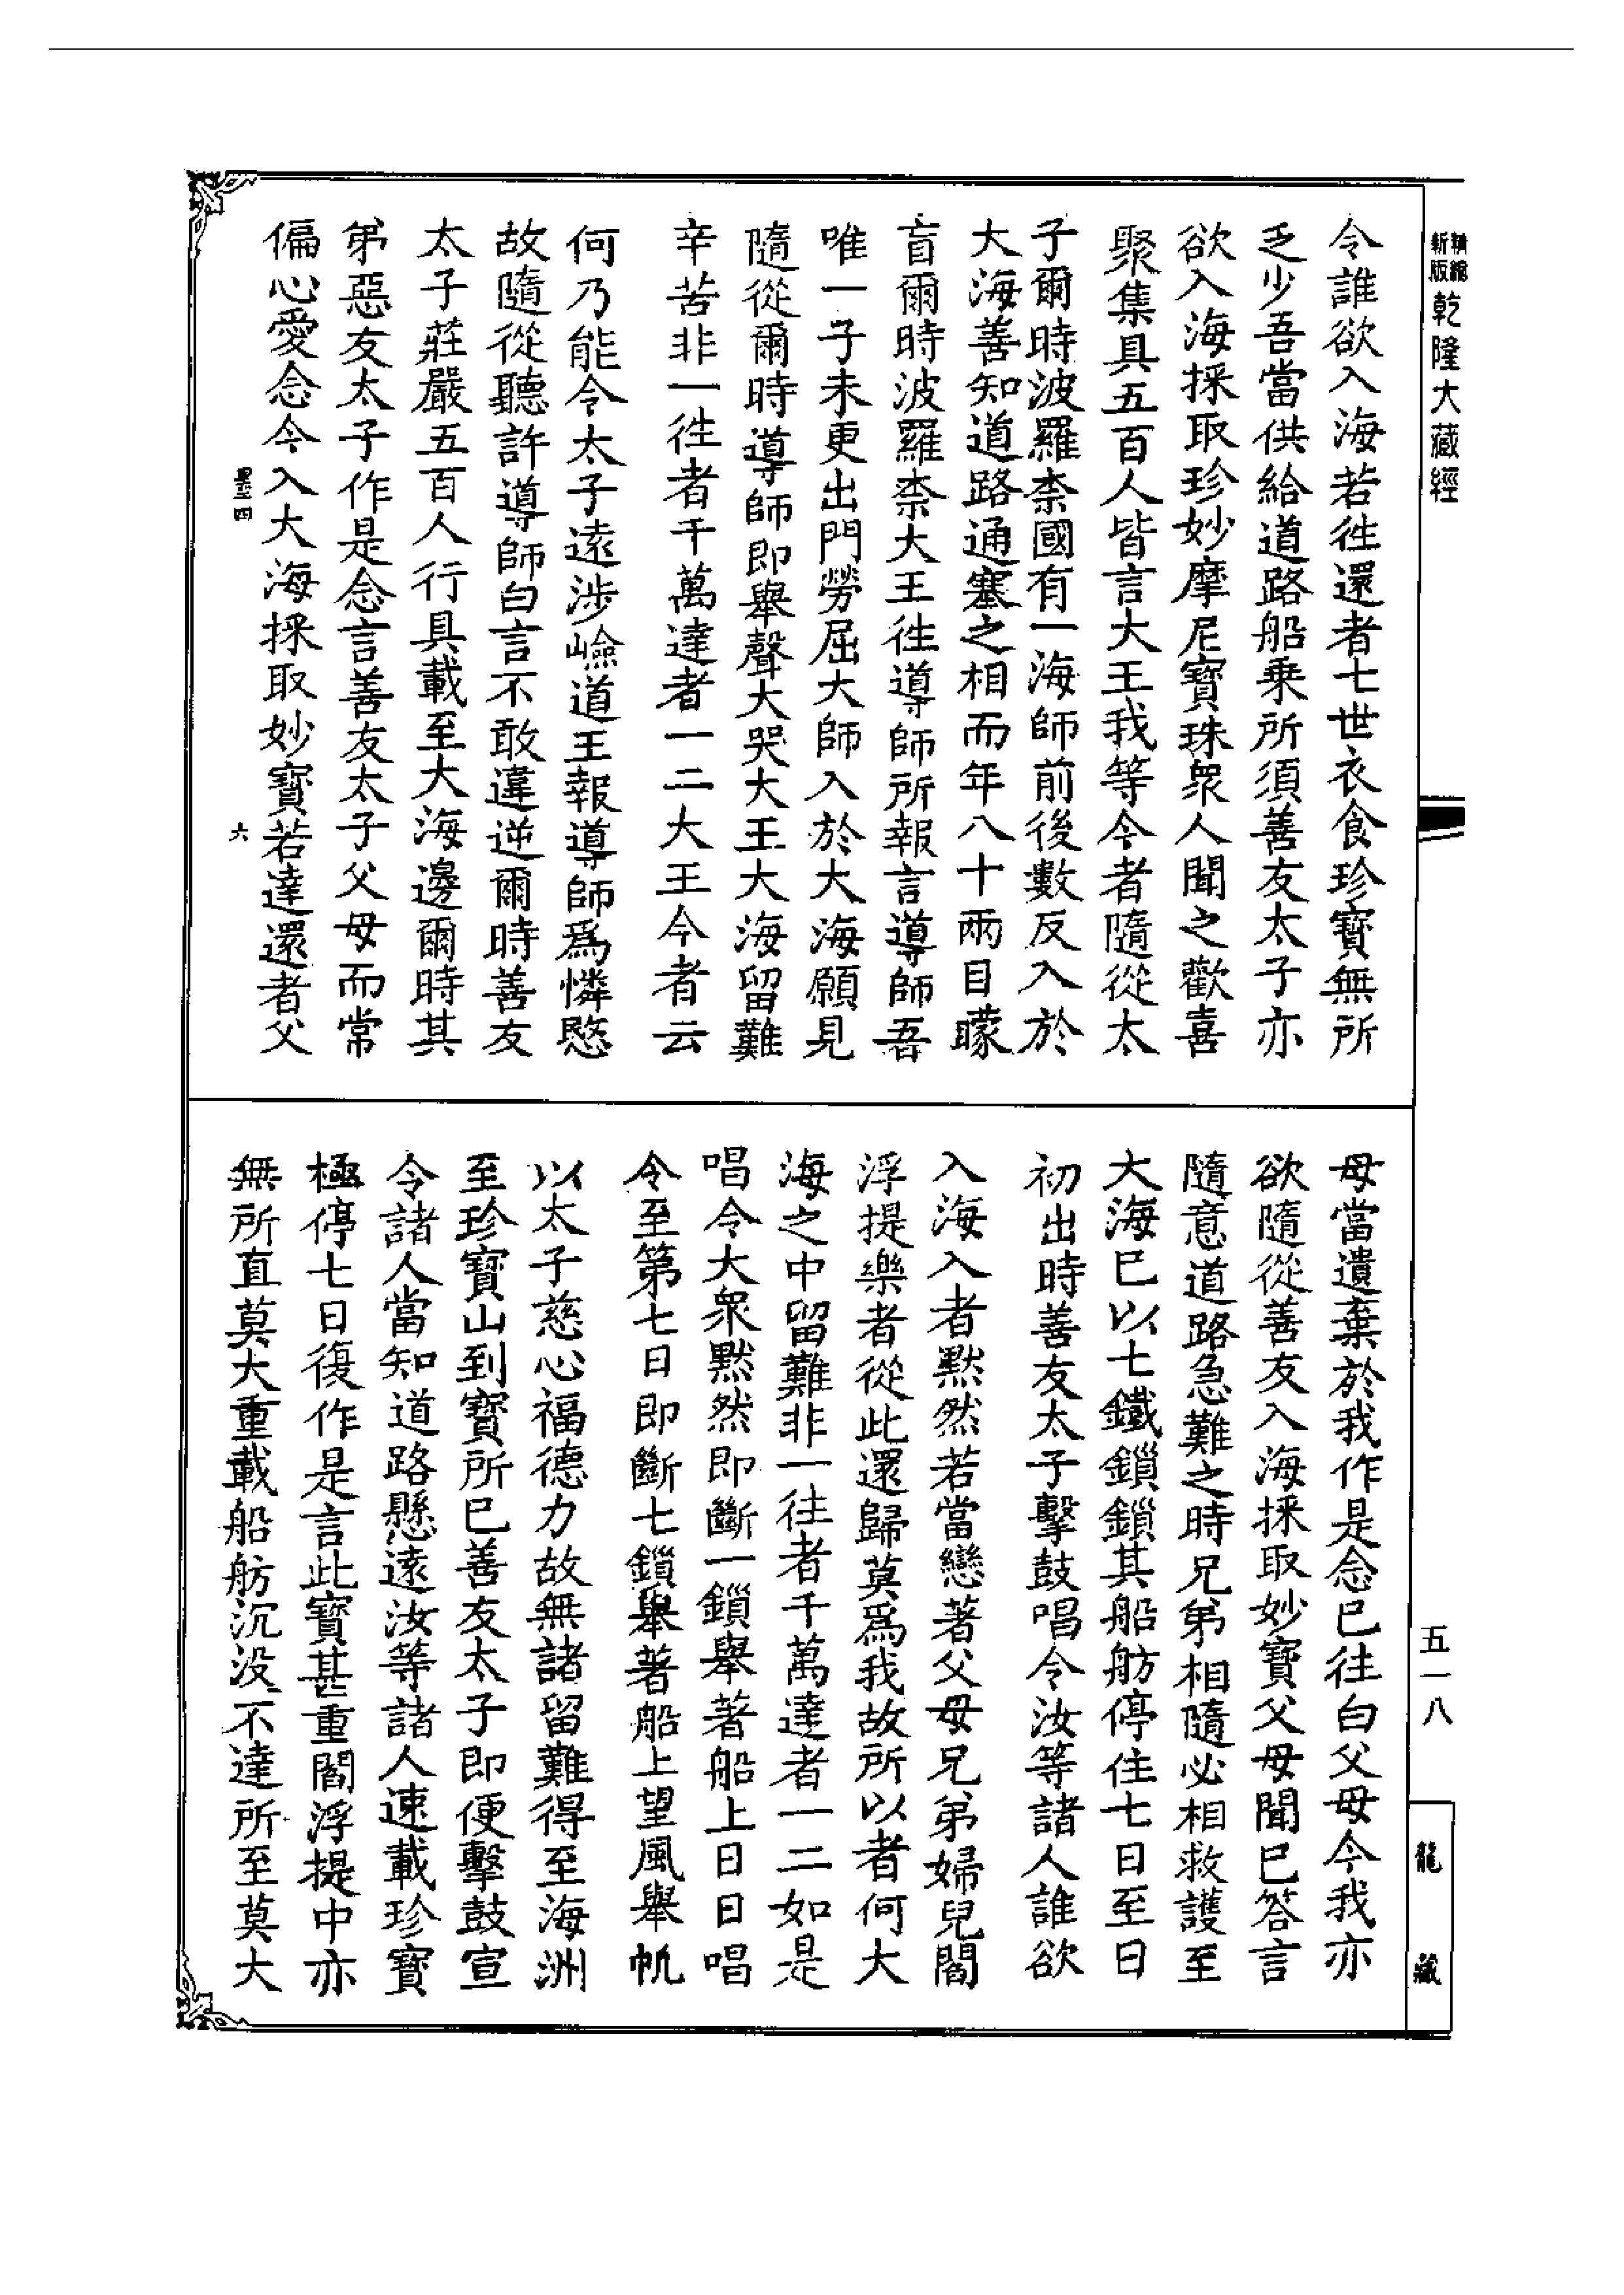 精縮新版乾隆大藏經
令誰欲入海若往還者七世衣食珍寶無所
乏少吾當供給道路船乗所須善友太子亦
欲入海採取珍妙摩尼寶珠衆人聞之歡喜
聚集具五百人皆言大王我等今者隨從太
子爾時波羅柰國有一海師前後數反入於
大海善知道路通塞之相而年八十兩目矇
盲爾時波羅柰大王往導師所報言導師吾
唯一子未更出門勞屈大師入於大海願見
隨從爾時導師即舉聲大哭大王大海留難
辛苦非一往者千萬達者一二大王今者云
何乃能令太子逺涉嶮道王報導師爲憐愍
故隨從聽許導師白言不敢違逆爾時善友
太子莊嚴五百人行具載至大海邊爾時其
弟惡友太子作是念言善友太子父母而常
偏心愛念今入大海採取妙寶若達還者父
墨四
六
母當遺棄於我作是念已往白父母今我亦
欲隨從善友入海採取妙寶父母聞已答言
隨意道路急難之時兄弟相隨必相救護至
大海已以七鐵鎖鎖其船舫停住七日至日
初出時善友太子擊鼓唱令汝等諸人誰欲
入海入者黙然若當戀著父母兄弟婦兒閻
浮提樂者從此還歸莫爲我故所以者何大
海之中留難非一往者千萬達者一二如是
唱令大衆黙然即斷一鎖舉著船上日日唱
令至第七日即斷七鎖舉著船上望風舉帆
以太子慈心福德力故無諸留難得至海洲
至珍寶山到寶所已善友太子即便擊鼓宣
令諸人當知道路懸逺汝等諸人速載珍寶
極停七日復作是言此寶甚重閻浮提中亦
無所直莫大重載船舫沉没不達所至莫大
五一八
龍藏